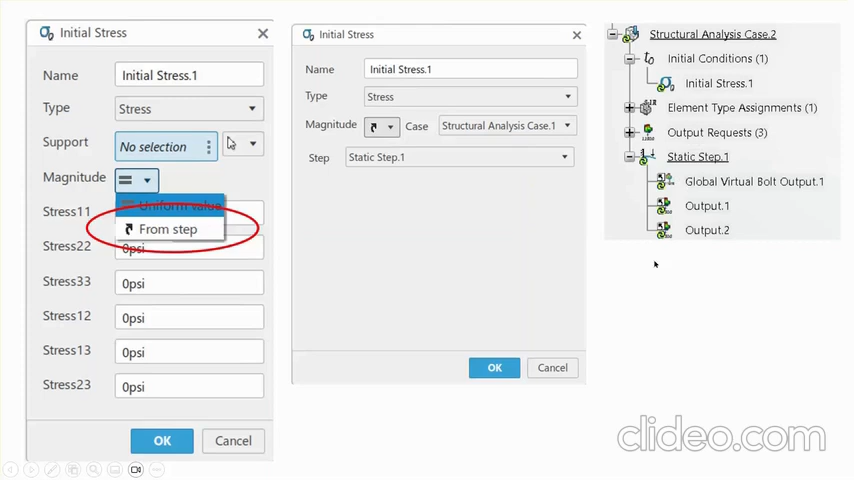 Initial Stress
Name
Initial Stress.1
Type
Stress
Support
No selection
Magnitude
Uniform value
From step
Stress11
Stress22
0psi
Stress33
0psi
Stress12
0psi
Stress13
0psi
Stress23
0psi
OK
Cancel
Initial Stress
Name
Initial Stress.1
Type
Stress
Magnitude
Case
Structural Analysis Case.1
Step
Static Step.1
OK
Cancel
Structural Analysis Case.2
Initial Conditions (1)
Initial Stress.1
Element Type Assignments (1)
Output Requests (3)
Static Step.1
Global Virtual Bolt Output.1
Output.1
Output.2
clideo.com